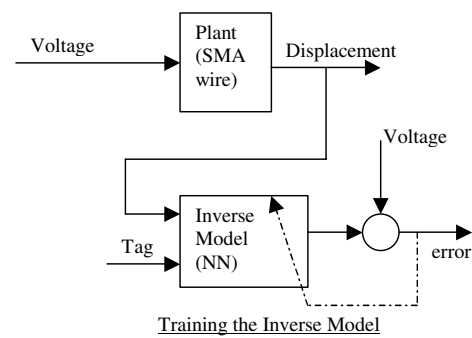 Voltage
Plant
(SMA
wire)
Displacement
Voltage
Inverse
Model
(NN)
Tag
error
Training the Inverse Model